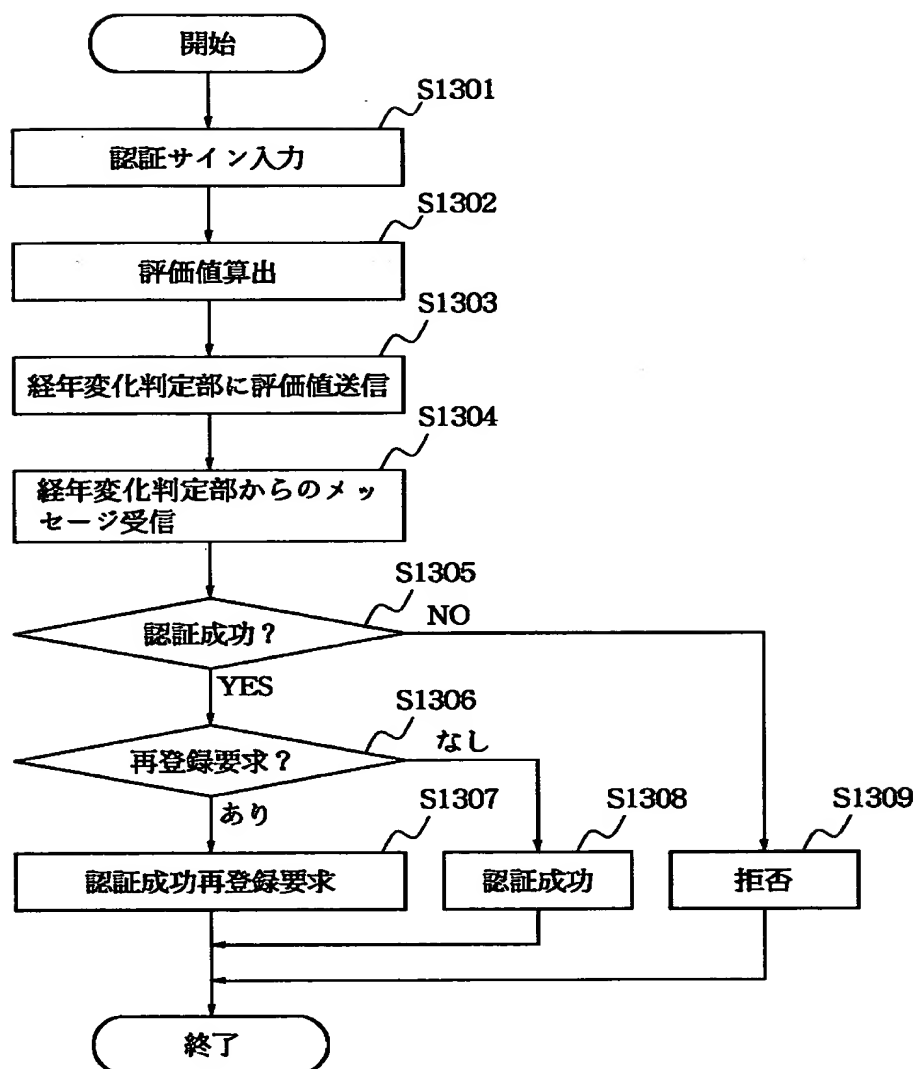 開始
S1301
認証サイン入力
S1302
評価値算出
S1303
経年変化判定部に評価値送信
S1304
経年変化判定部からのメッ
セージ受信
S1305
認証成功？
NO
YES
S1306
再登録要求？
なし
あり
S1307
認証成功再登録要求
S1308
認証成功
S1309
拒否
終了